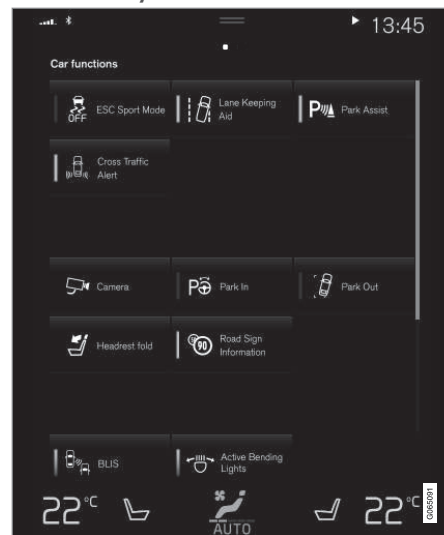 13:45
Car functions
OFF
ESC Sport Mode
Lane Keeping
Aid
P
Park Assist
Cross Traffic
Alert
Camera
P
Park In
Park Out
Headrest fold
90
Road Sign
Information
BLIS
Active Bending
Lights
22°C
AUTO
22°C
G065091